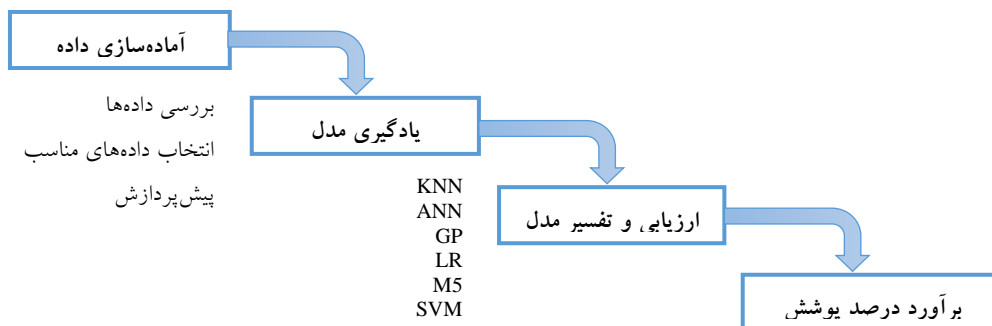 آماده‌سازی داده
بررسی داده‌ها
انتخاب داده‌های مناسب
پیش‌پردازش
یادگیری مدل
KNN
ANN
GP
LR
M5
SVM
ارزیابی و تفسیر مدل
برآورد درصد پوشش